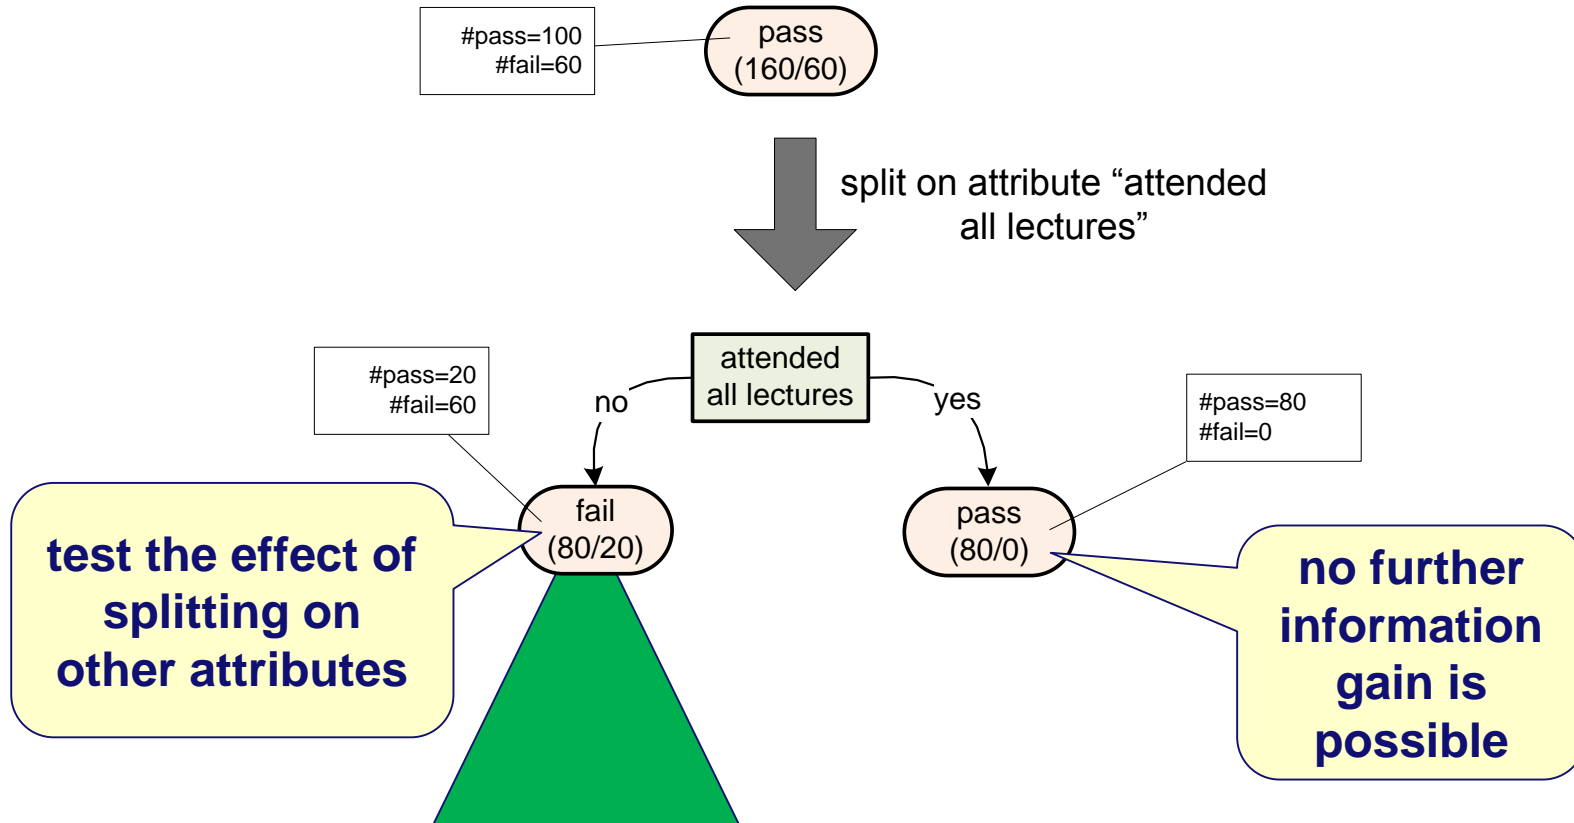 #pass=100
#fail=60
pass
(160/60)
split on attribute “attended
all lectures”
attended
all lectures
no
yes
#pass=20
#fail=60
#pass=80
#fail=0
fail
(80/20)
pass
(80/0)
test the effect of
splitting on
other attributes
no further
information
gain is
possible